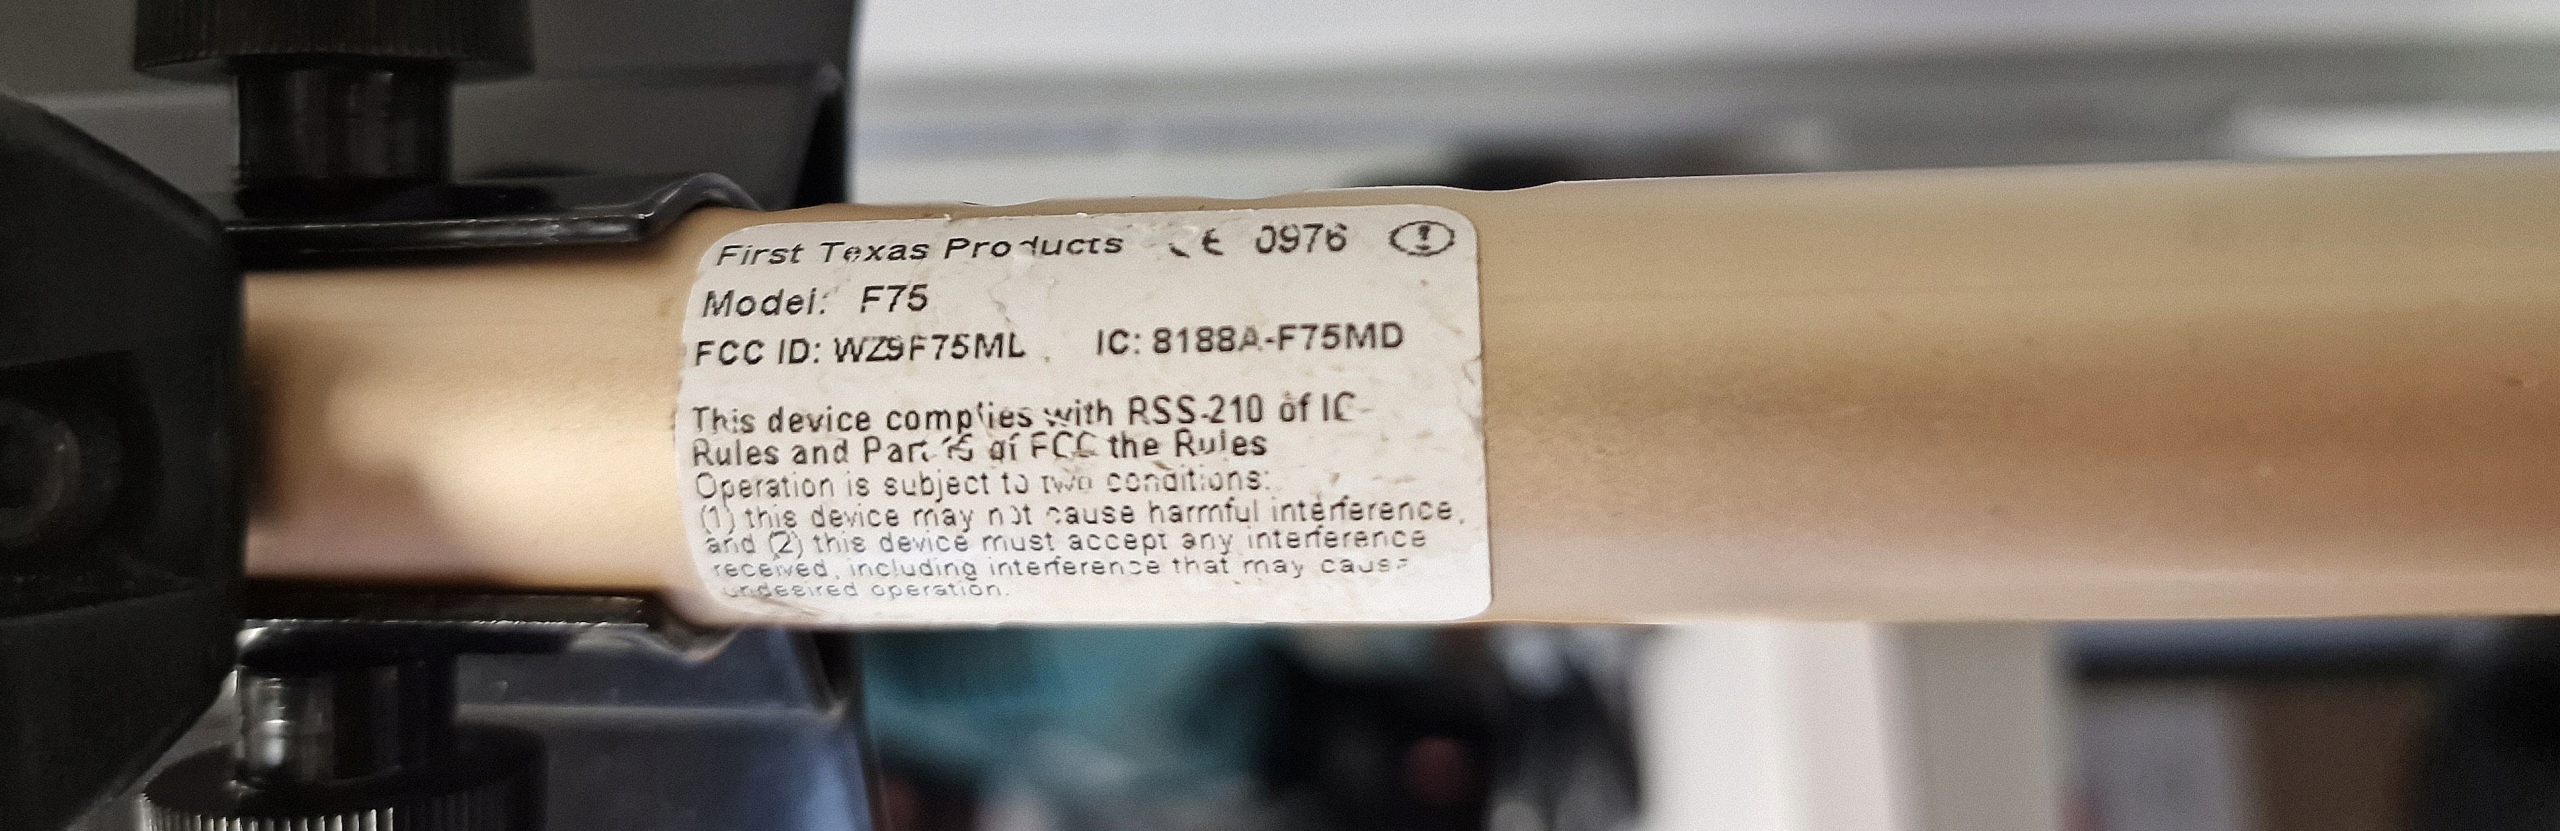 First Texas Products CE 0976
Model: F75
FCC ID: WZ9F75ML IC: 8188A-F75MD
This device complies with RSS-210 of IC
Rules and Part 15 of FCC the Rules
Operation is subject to two conditions:
(1) this device may not cause harmful interference,
and (2) this device must accept any interference
received, including interference that may cause
undesired operation.